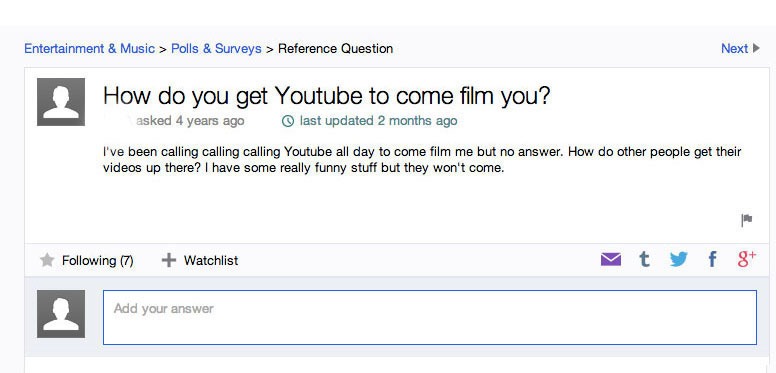 Entertainment & Music > Polls & Surveys > Reference Question
Next
How do you get Youtube to come film you?
asked 4 years ago
last updated 2 months ago
I've been calling calling calling Youtube all day to come film me but no answer. How do other people get their
videos up there? I have some really funny stuff but they won't come.
Following (7)
Watchlist
t
f
g+
Add your answer